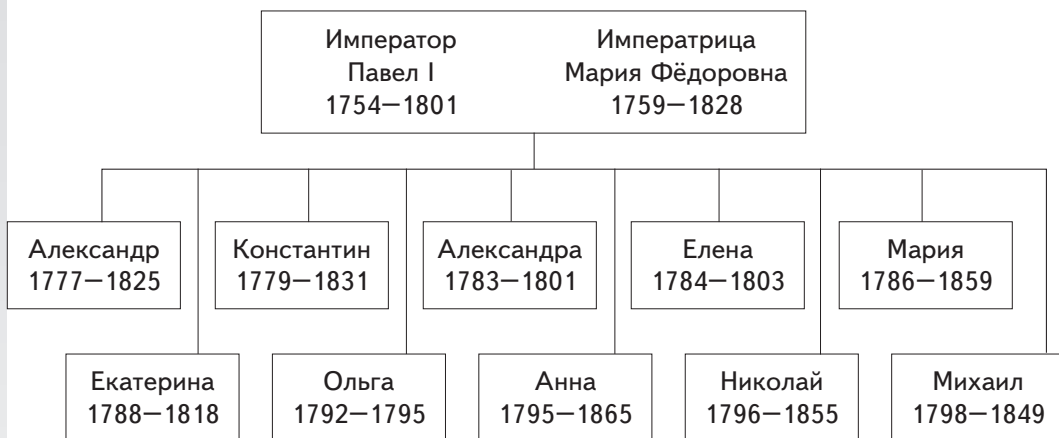 Император
Павел I
1754—1801
Императрица
Мария Фёдоровна
1759—1828
Александр
1777—1825
Константин
1779—1831
Александра
1783—1801
Елена
1784—1803
Мария
1786—1859
Екатерина
1788—1818
Ольга
1792—1795
Анна
1795—1865
Николай
1796—1855
Михаил
1798—1849